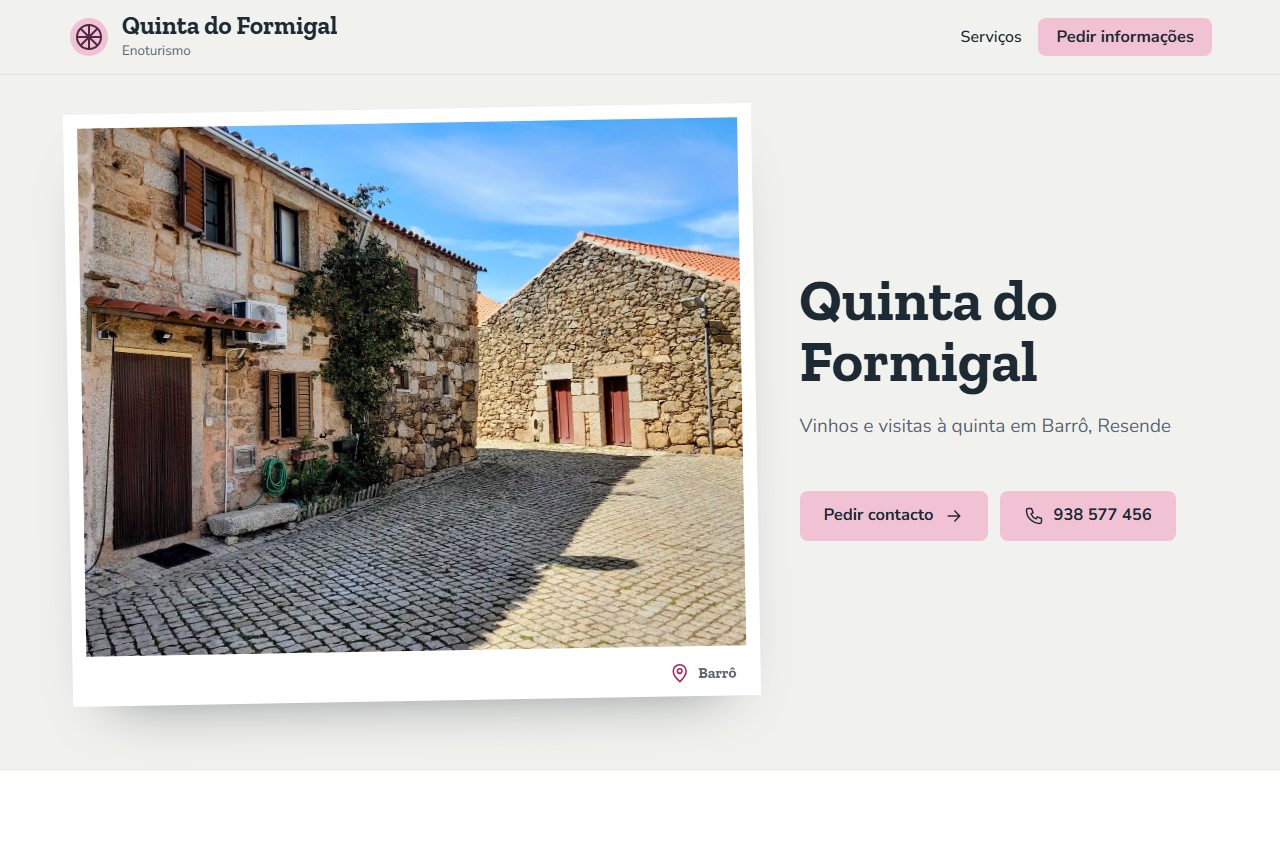 Quinta do Formigal
Enoturismo
Serviços
Pedir informações
Barrô
Quinta do
Formigal
Vinhos e visitas à quinta em Barrô, Resende
Pedir contacto
938 577 456